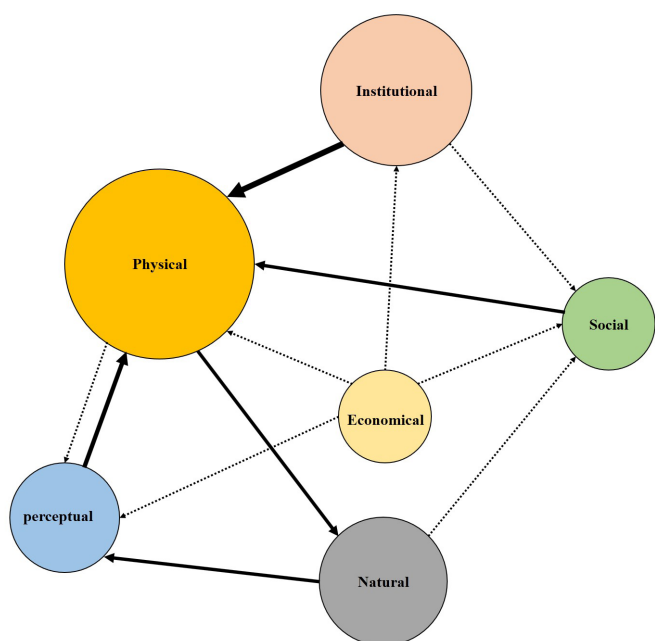 Institutional
Physical
Social
Economical
perceptual
Natural